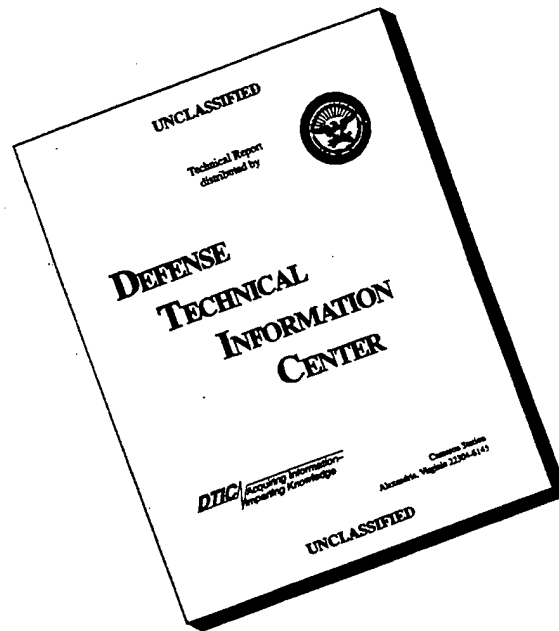 UNCLASSIFIED
Technical Report
distributed by
DEFENSE
TECHNICAL
INFORMATION
CENTER
DTIC Acquiring Information–
Imparting Knowledge
Cameron Station
Alexandria, Virginia 22304-6145
UNCLASSIFIED